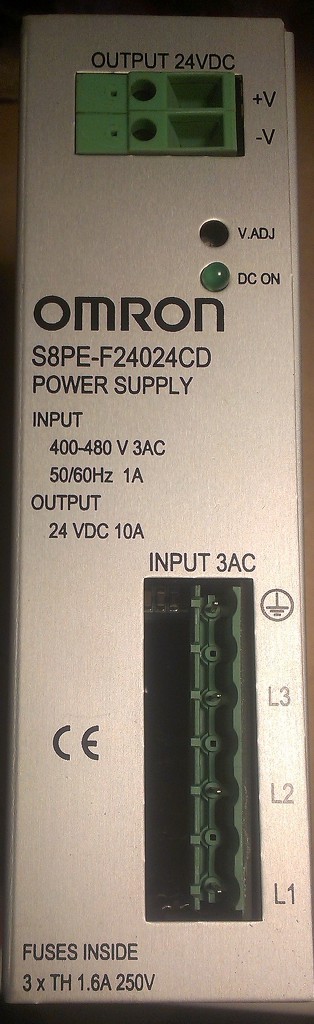 OUTPUT 24VDC
+V
-V
V.ADJ
DC ON
OMRON
S8PE-F24024CD
POWER SUPPLY
INPUT
400-480 V 3AC
50/60Hz 1A
OUTPUT
24 VDC 10A
INPUT 3AC
L3
CE
L2
L1
FUSES INSIDE
3 x TH 1.6A 250V